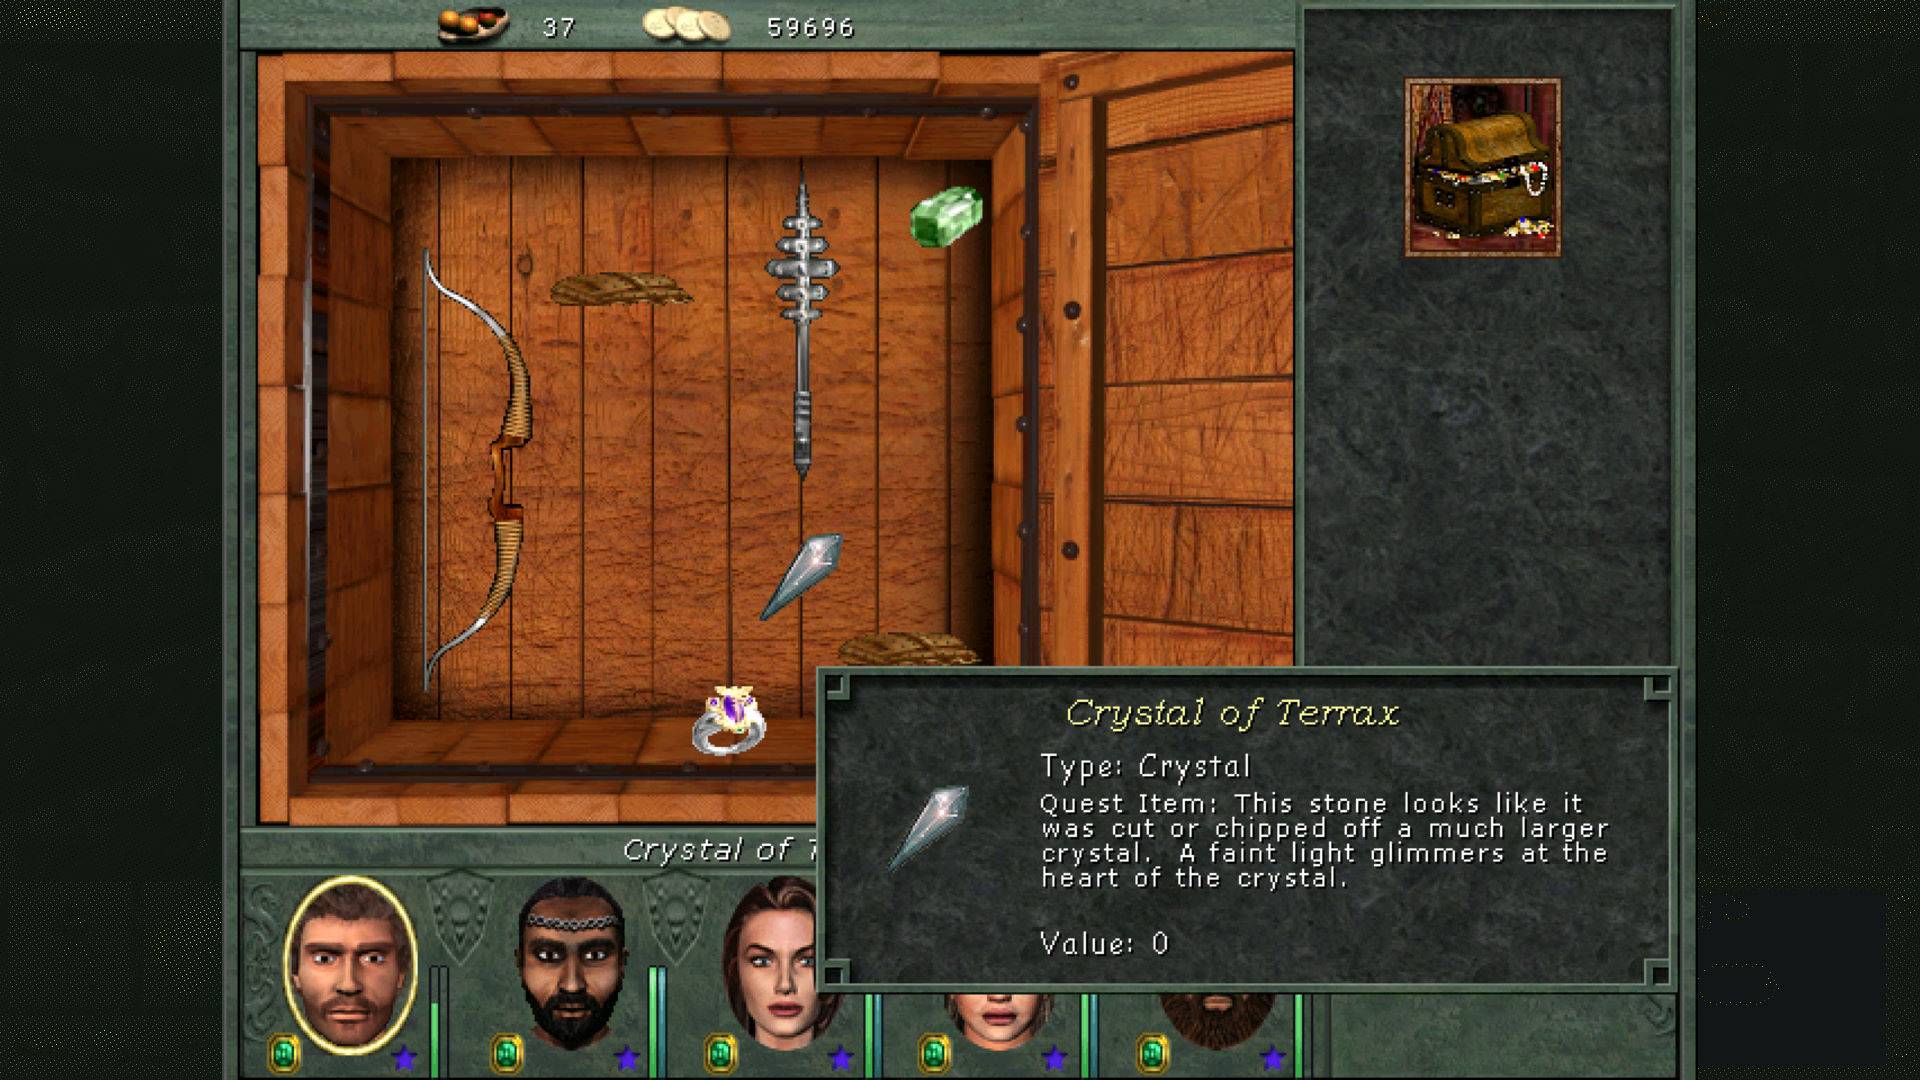 37 59696
Crystal of Terrax
Type: Crystal
Quest Item: This stone looks like it
was cut or chipped off a much larger
crystal. A faint light glimmers at the
heart of the crystal.
Value: 0
Crystal of